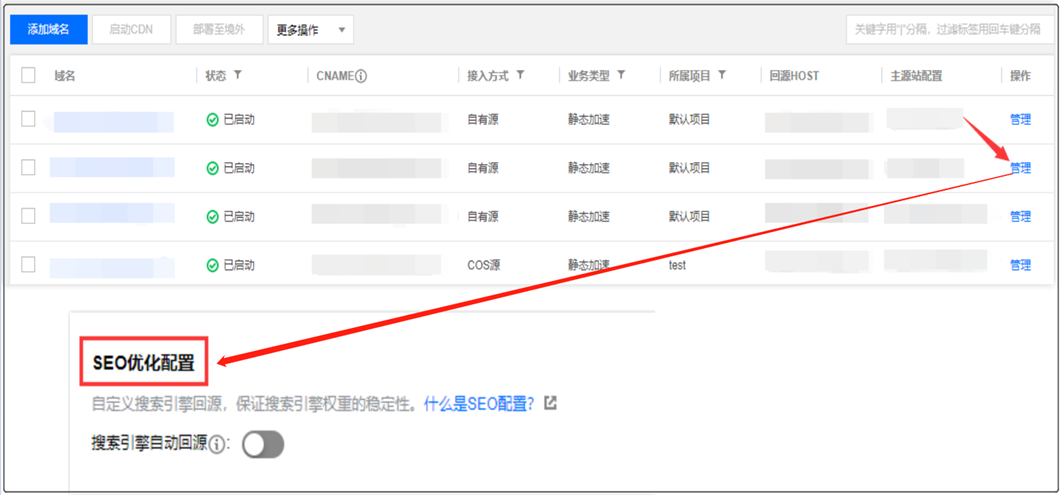 添加域名 启动CDN 部署至境外 更多操作 关键字用"|"分隔，过滤标签用回车键分隔
域名 状态 CNAME 接入方式 业务类型 所属项目 回源HOST 主源站配置 操作
已启动 自有源 静态加速 默认项目 管理
已启动 自有源 静态加速 默认项目 管理
已启动 自有源 静态加速 默认项目 管理
已启动 COS源 静态加速 test 管理
SEO优化配置
自定义搜索引擎回源，保证搜索引擎权重的稳定性。什么是SEO配置？
搜索引擎自动回源: